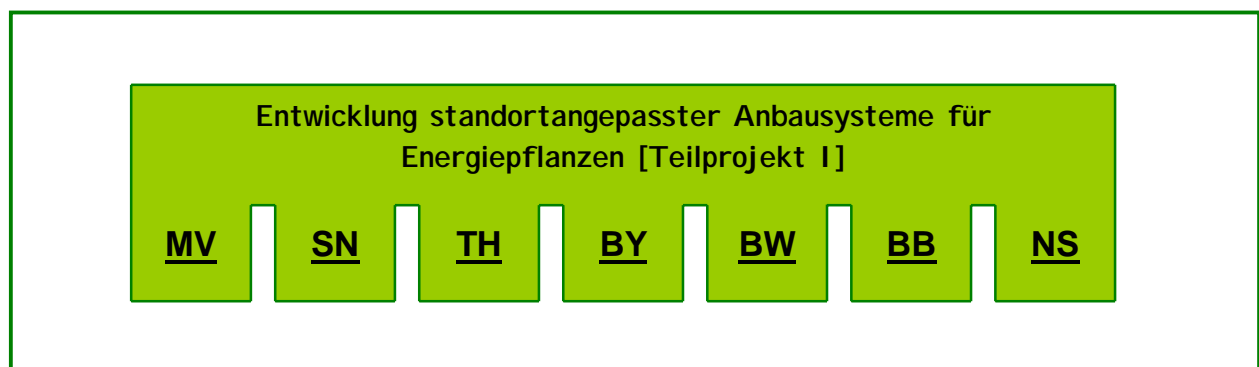 Entwicklung standortangepasster Anbausysteme für
Energiepflanzen [Teilprojekt I]
MV SN TH BY BW BB NS